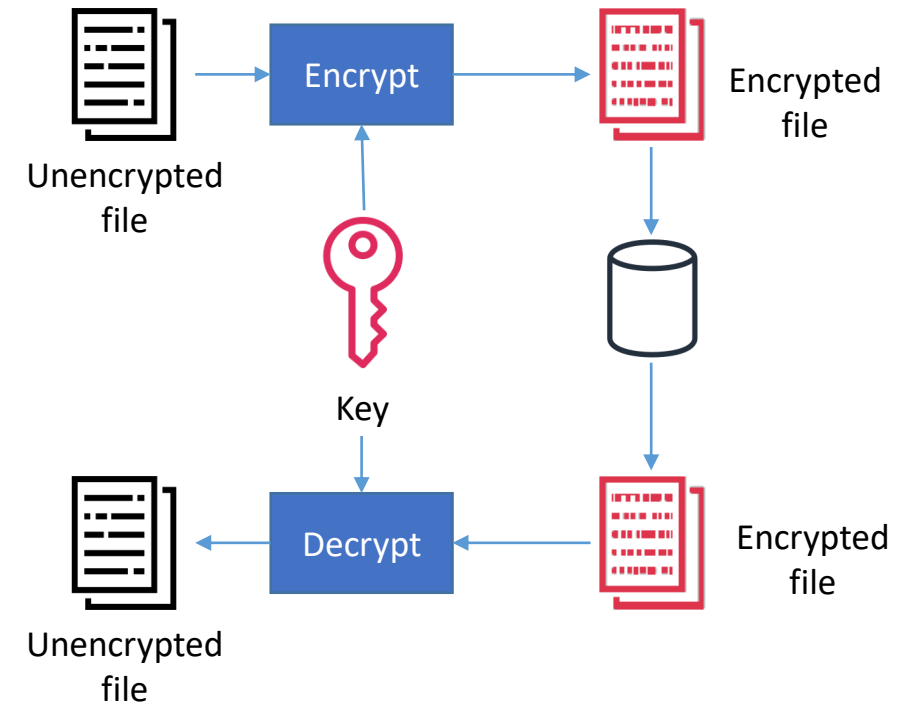 Encrypt
Encrypted
file
Unencrypted
file
Key
Decrypt
Encrypted
file
Unencrypted
file